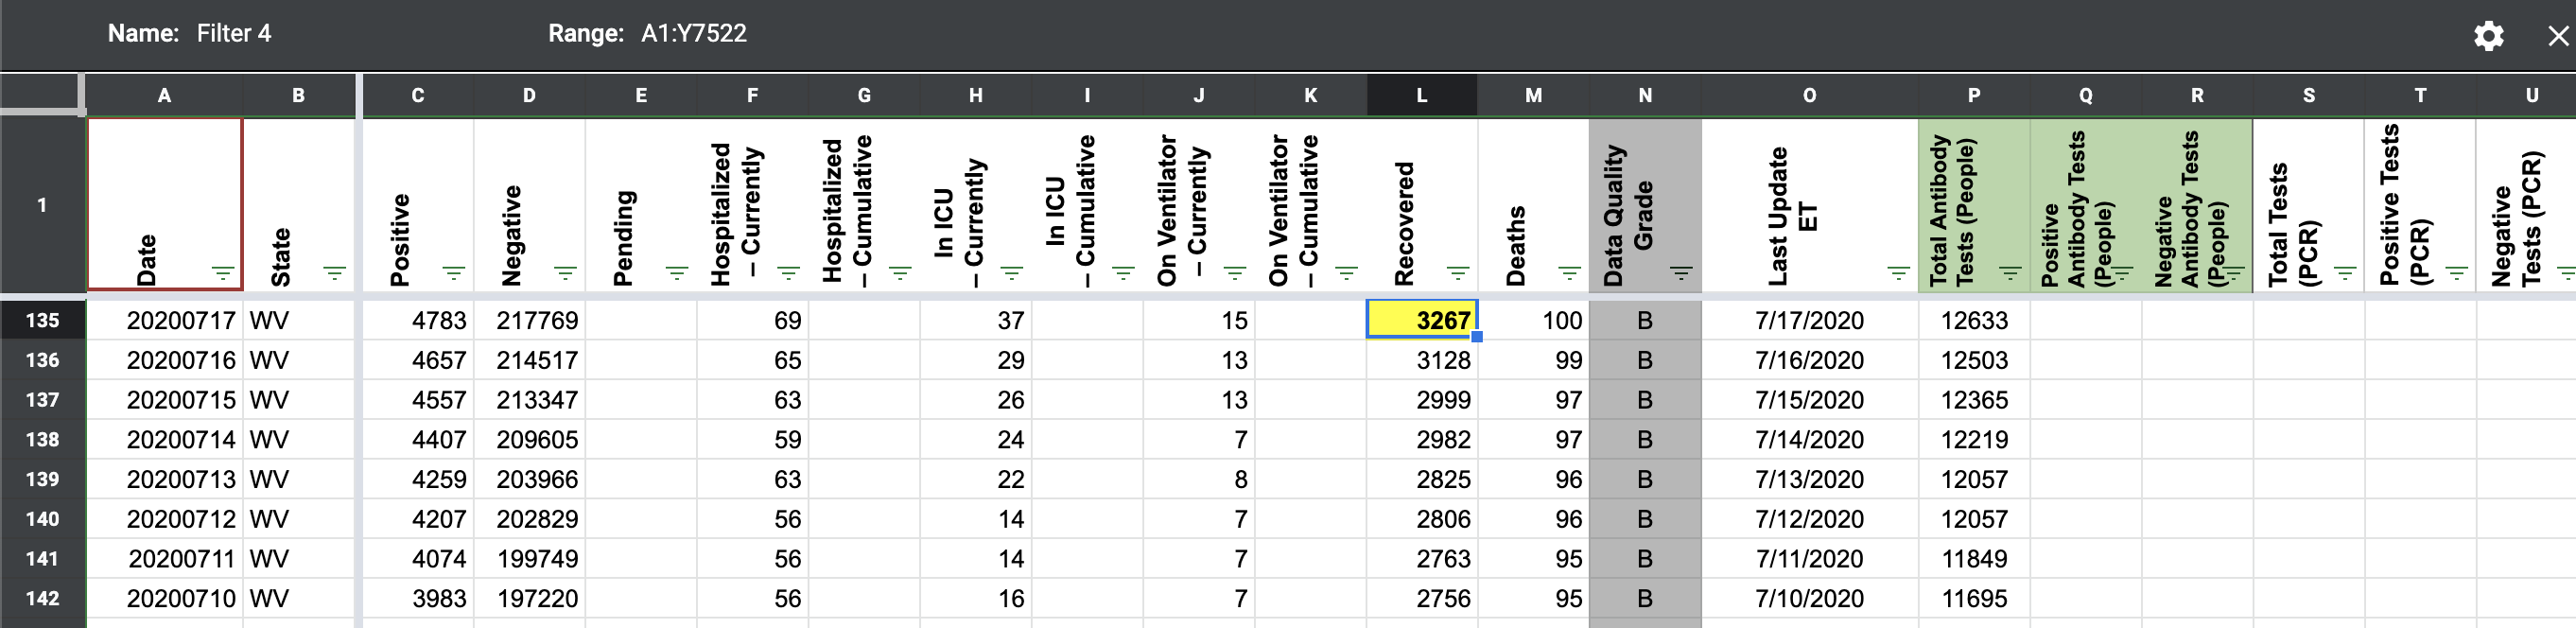 Name: Filter 4 Range: A1:Y7522
A B C D E F G H I J K L M N O P Q R S T U
1 Date State Positive Negative Pending Hospitalized – Currently Hospitalized – Cumulative In ICU – Currently In ICU – Cumulative On Ventilator – Currently On Ventilator – Cumulative Recovered Deaths Data Quality Grade Last Update ET Total Antibody Tests (People) Positive Antibody Tests (People) Negative Antibody Tests (People) Total Tests (PCR) Positive Tests (PCR) Negative Tests (PCR)
135 20200717 WV 4783 217769 69 37 15 3267 100 B 7/17/2020 12633
136 20200716 WV 4657 214517 65 29 13 3128 99 B 7/16/2020 12503
137 20200715 WV 4557 213347 63 26 13 2999 97 B 7/15/2020 12365
138 20200714 WV 4407 209605 59 24 7 2982 97 B 7/14/2020 12219
139 20200713 WV 4259 203966 63 22 8 2825 96 B 7/13/2020 12057
140 20200712 WV 4207 202829 56 14 7 2806 96 B 7/12/2020 12057
141 20200711 WV 4074 199749 56 14 7 2763 95 B 7/11/2020 11849
142 20200710 WV 3983 197220 56 16 7 2756 95 B 7/10/2020 11695